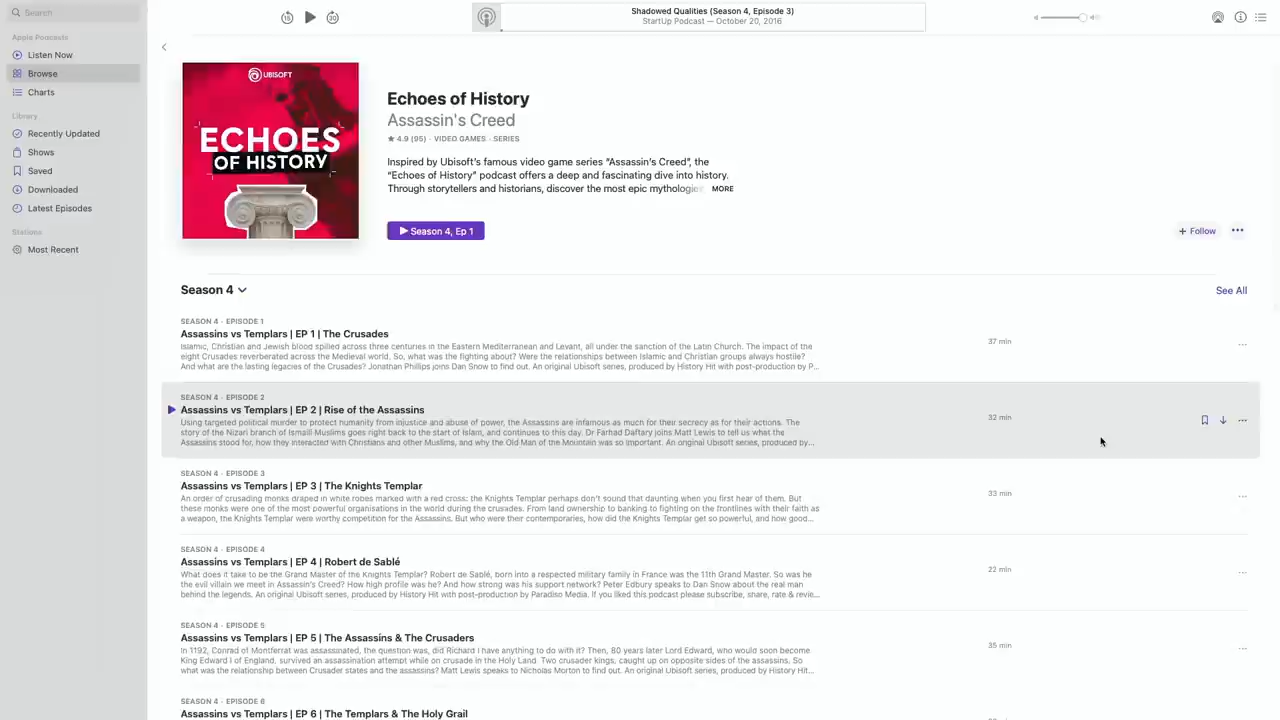 Search
Shadowed Qualities (Season 4, Episode 3)
StartUp Podcast — October 20, 2016
15
30
Apple Podcasts
Listen Now
Browse
Charts
Library
Recently Updated
Shows
Saved
Downloaded
Latest Episodes
Stations
Most Recent
UBISOFT
ECHOES
OF HISTORY
Echoes of History
Assassin's Creed
★ 4.9 (95) · VIDEO GAMES · SERIES
Inspired by Ubisoft's famous video game series “Assassin's Creed”, the
“Echoes of History” podcast offers a deep and fascinating dive into history.
Through storytellers and historians, discover the most epic mythologie MORE
Season 4, Ep 1
+ Follow
Season 4
See All
SEASON 4 · EPISODE 1
Assassins vs Templars | EP 1 | The Crusades
Islamic, Christian and Jewish blood spilled across three centuries in the Eastern Mediterranean and Levant, all under the sanction of the Latin Church. The impact of the
eight Crusades reverberated across the Medieval world. So, what was the fighting about? Were the relationships between Islamic and Christian groups always hostile?
And what are the lasting legacies of the Crusades? Jonathan Phillips joins Dan Snow to find out. An original Ubisoft series, produced by History Hit with post-production by P...
37 min
SEASON 4 · EPISODE 2
Assassins vs Templars | EP 2 | Rise of the Assassins
Using targeted political murder to protect humanity from injustice and abuse of power, the Assassins are infamous as much for their secrecy as for their actions. The
story of the Nizari branch of Ismaili Muslims goes right back to the start of Islam, and continues to this day. Dr Farhad Daftary joins Matt Lewis to tell us what the
Assassins stood for, how they interacted with Christians and other Muslims, and why the Old Man of the Mountain was so important. An original Ubisoft series, produced by...
32 min
SEASON 4 · EPISODE 3
Assassins vs Templars | EP 3 | The Knights Templar
An order of crusading monks draped in white robes marked with a red cross: the Knights Templar perhaps don't sound that daunting when you first hear of them. But
these monks were one of the most powerful organisations in the world during the crusades. From land ownership to banking to fighting on the frontlines with their faith as
a weapon, the Knights Templar were worthy competition for the Assassins. But who were their contemporaries, how did the Knights Templar get so powerful, and how good...
33 min
SEASON 4 · EPISODE 4
Assassins vs Templars | EP 4 | Robert de Sablé
What does it take to be the Grand Master of the Knights Templar? Robert de Sablé, born into a respected military family in France was the 11th Grand Master. So was he
the evil villain we meet in Assassin's Creed? How high profile was he? And how strong was his support network? Peter Edbury speaks to Dan Snow about the real man
behind the legends. An original Ubisoft series, produced by History Hit with post-production by Paradiso Media. If you liked this podcast please subscribe, share, rate & revie...
22 min
SEASON 4 · EPISODE 5
Assassins vs Templars | EP 5 | The Assassins & The Crusaders
In 1192, Conrad of Montferrat was assassinated, the question was, did Richard I have anything to do with it? Then, 80 years later Lord Edward, who would soon become
King Edward I of England, survived an assassination attempt while on crusade in the Holy Land. Two crusader kings, caught up on opposite sides of the assassins. So
what was the relationship between Crusader states and the assassins? Matt Lewis speaks to Nicholas Morton to find out. An original Ubisoft series, produced by History Hit...
35 min
SEASON 4 · EPISODE 6
Assassins vs Templars | EP 6 | The Templars & The Holy Grail